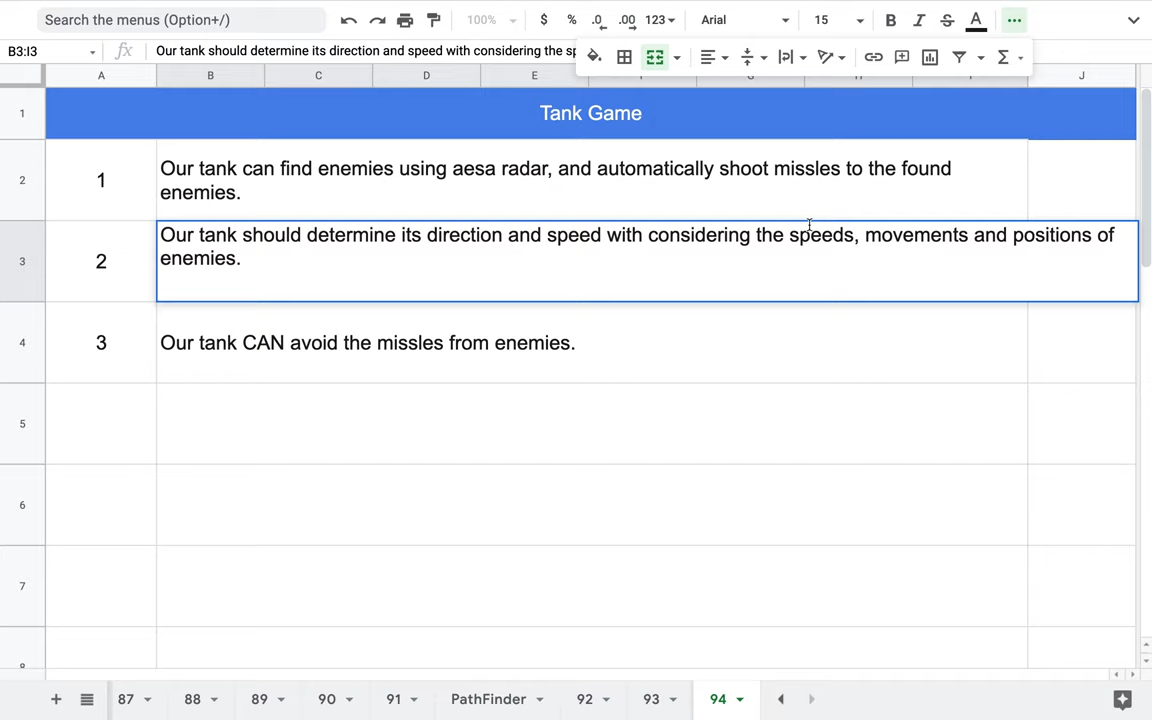 Search the menus (Option+/)
100%
$
%
.0
.00
123
Arial
15
B
I
S
A
B3:I3
fx
Our tank should determine its direction and speed with considering the sp
A
B
C
D
E
J
1
Tank Game
2
1
Our tank can find enemies using aesa radar, and automatically shoot missles to the found
enemies.
3
2
Our tank should determine its direction and speed with considering the speeds, movements and positions of
enemies.
4
3
Our tank CAN avoid the missles from enemies.
5
6
7
8
87
88
89
90
91
PathFinder
92
93
94